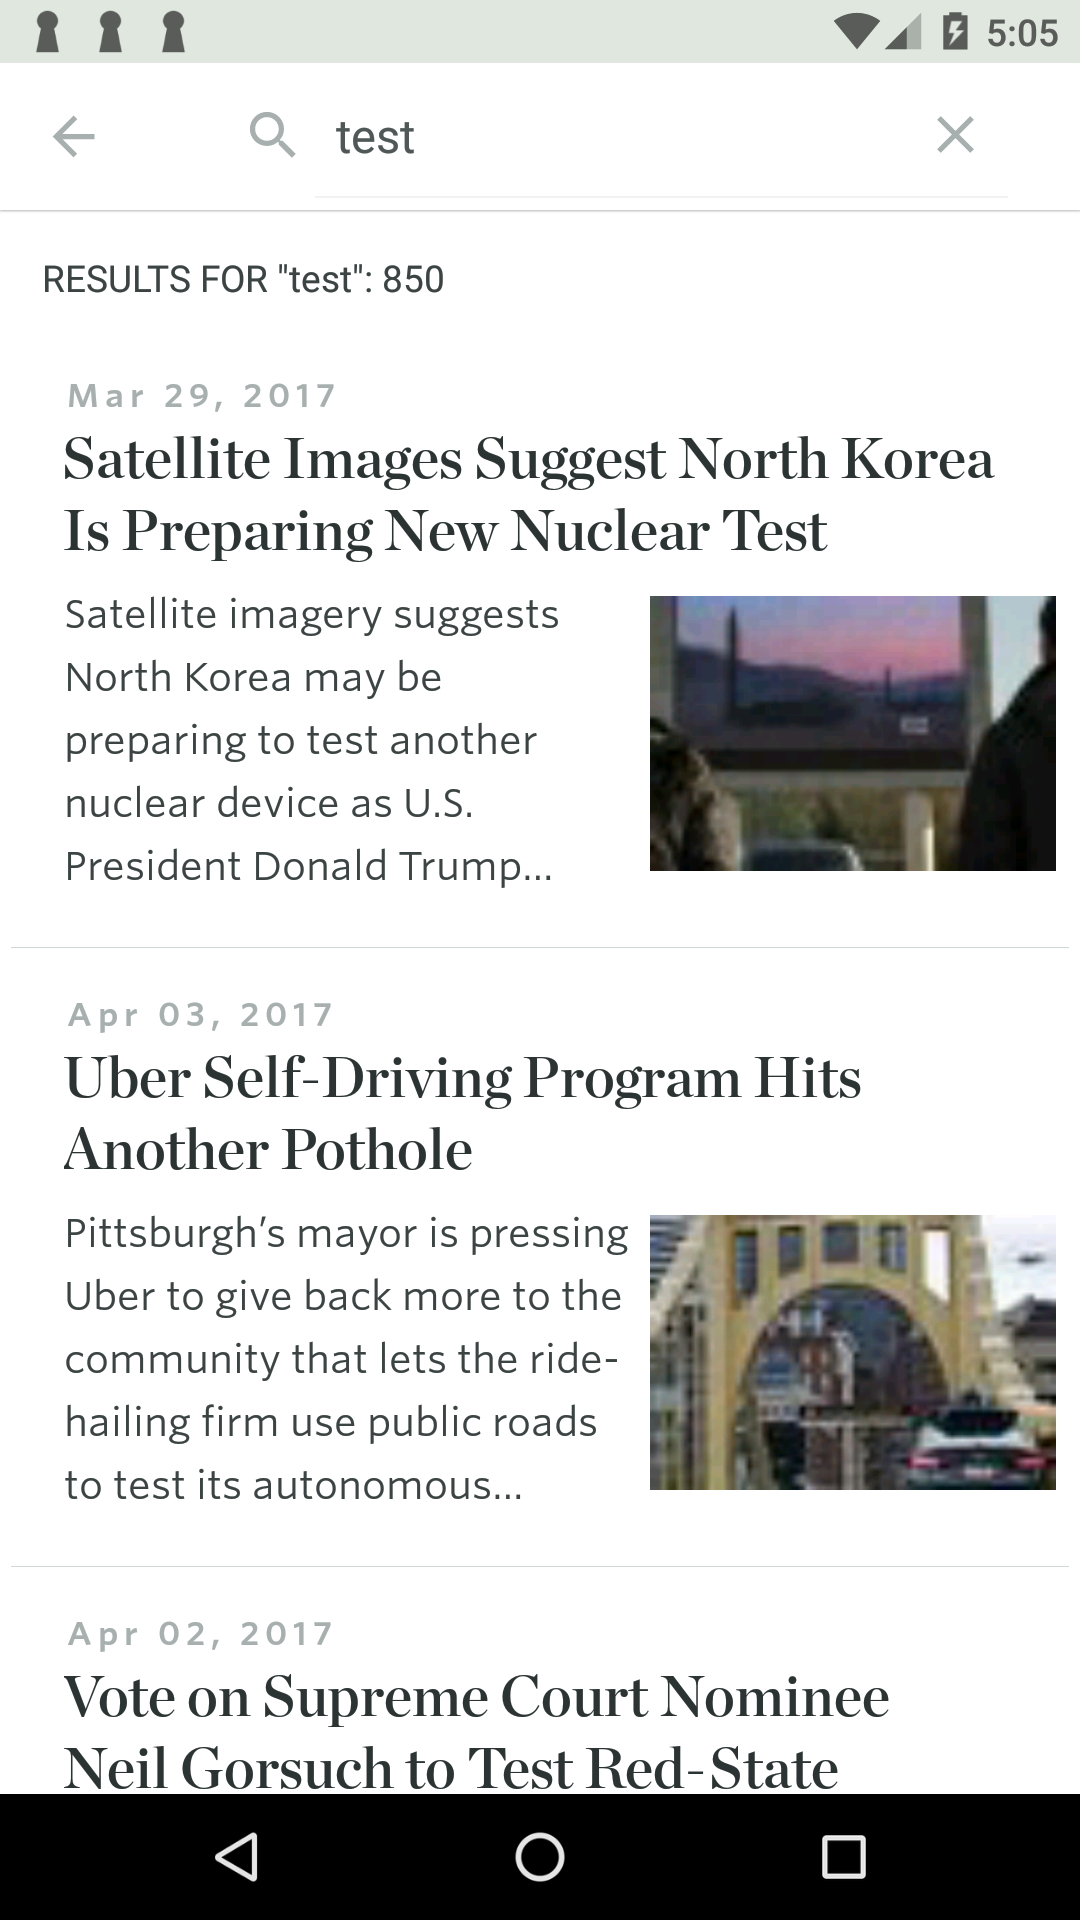 5:05
test
RESULTS FOR "test": 850
Mar 29, 2017
Satellite Images Suggest North Korea
Is Preparing New Nuclear Test
Satellite imagery suggests
North Korea may be
preparing to test another
nuclear device as U.S.
President Donald Trump...
Apr 03, 2017
Uber Self-Driving Program Hits
Another Pothole
Pittsburgh’s mayor is pressing
Uber to give back more to the
community that lets the ride-
hailing firm use public roads
to test its autonomous...
Apr 02, 2017
Vote on Supreme Court Nominee
Neil Gorsuch to Test Red-State